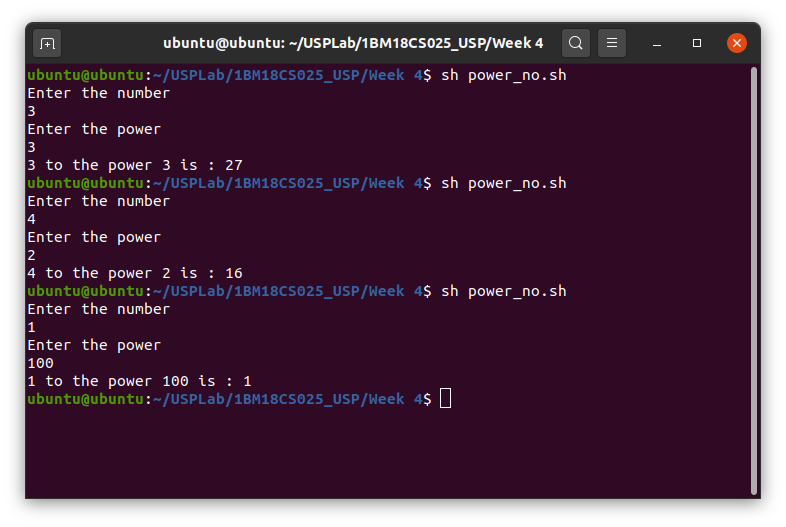 ubuntu@ubuntu: ~/USPLab/1BM18CS025_USP/Week 4
ubuntu@ubuntu:~/USPLab/1BM18CS025_USP/Week 4$ sh power_no.sh
Enter the number
3
Enter the power
3
3 to the power 3 is : 27
ubuntu@ubuntu:~/USPLab/1BM18CS025_USP/Week 4$ sh power_no.sh
Enter the number
4
Enter the power
2
4 to the power 2 is : 16
ubuntu@ubuntu:~/USPLab/1BM18CS025_USP/Week 4$ sh power_no.sh
Enter the number
1
Enter the power
100
1 to the power 100 is : 1
ubuntu@ubuntu:~/USPLab/1BM18CS025_USP/Week 4$